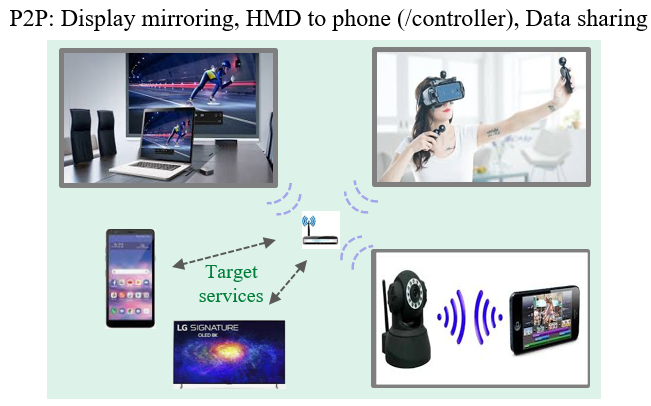 P2P: Display mirroring, HMD to phone (/controller), Data sharing
Target
services
LG SIGNATURE
OLED 8K